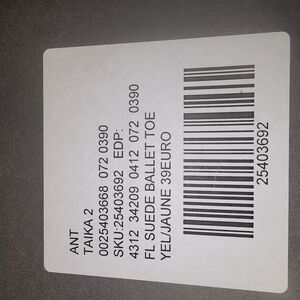 ANT
TAIKA 2
0025403668 072 0390
SKU:25403692 EDP:
4312 34209 0412 072 0390
FL SUEDE BALLET TOE
YEL/JAUNE 39EURO
25403692